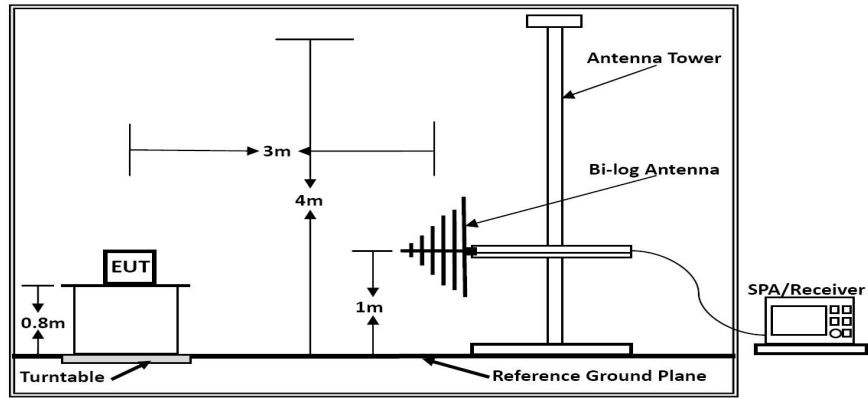 Antenna Tower
3m
Bi-log Antenna
4m
EUT
SPA/Receiver
0.8m
1m
Turntable
Reference Ground Plane